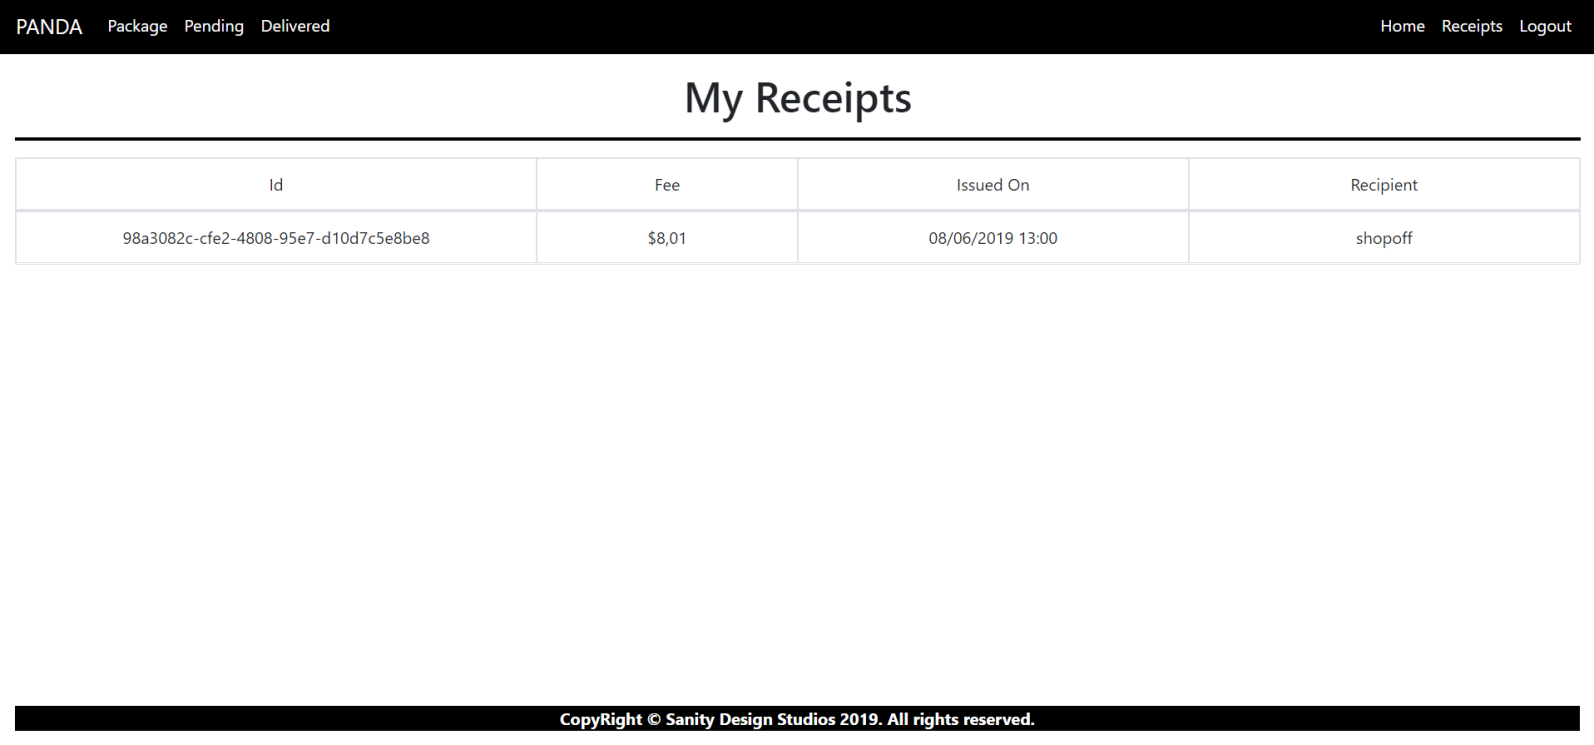 PANDA Package Pending Delivered Home Receipts Logout
My Receipts
Id Fee Issued On Recipient
98a3082c-cfe2-4808-95e7-d10d7c5e8be8 $8,01 08/06/2019 13:00 shopoff
CopyRight © Sanity Design Studios 2019. All rights reserved.